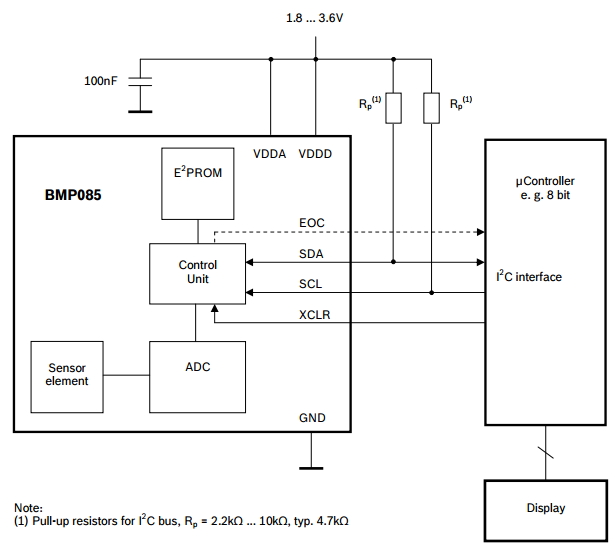 1.8 ... 3.6V
100nF
Rp(1)
Rp(1)
VDDA VDDD
E²PROM
BMP085
µController
e. g. 8 bit
EOC
SDA
Control
Unit
I²C interface
SCL
XCLR
Sensor
element
ADC
GND
Display
Note:
(1) Pull-up resistors for I²C bus, Rp = 2.2kΩ ... 10kΩ, typ. 4.7kΩ